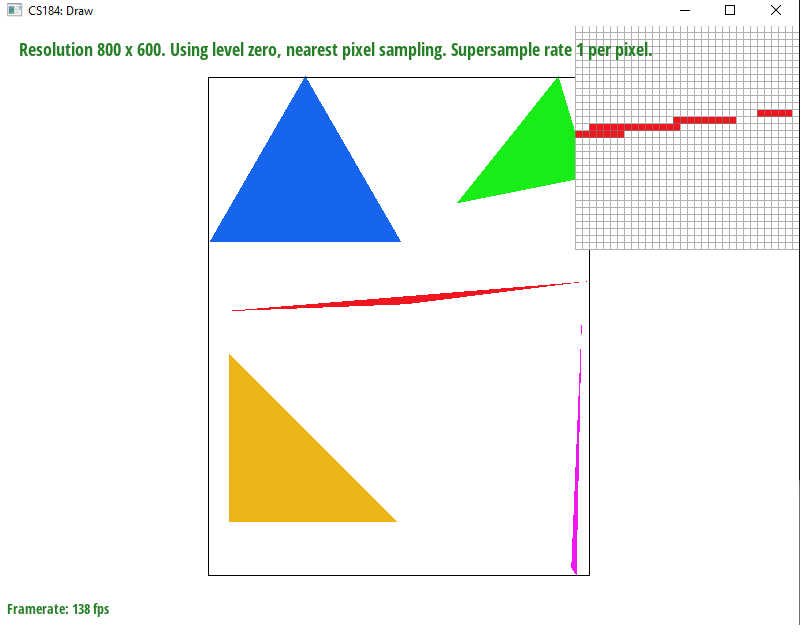 CS184: Draw
Resolution 800 x 600. Using level zero, nearest pixel sampling. Supersample rate 1 per pixel.
Framerate: 138 fps